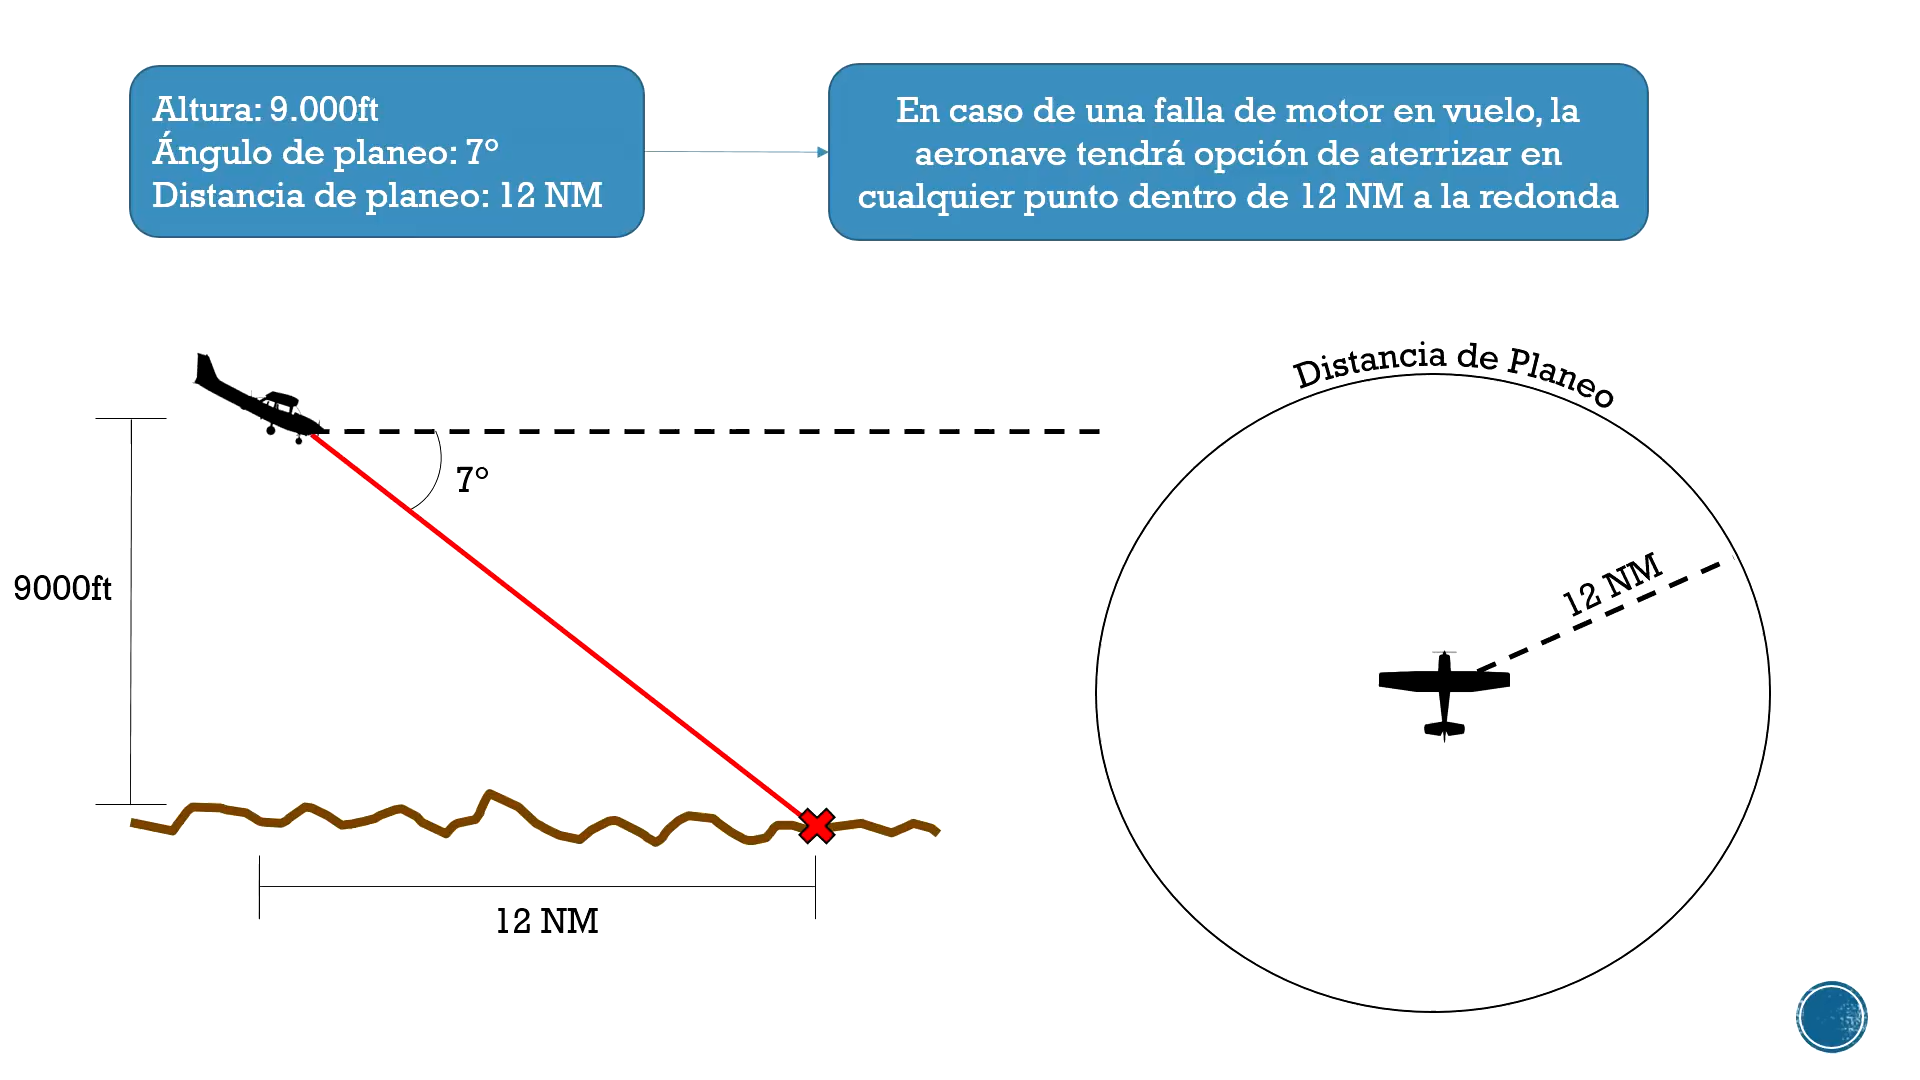 Altura: 9.000ft
Ángulo de planeo: 7°
Distancia de planeo: 12 NM
En caso de una falla de motor en vuelo, la
aeronave tendrá opción de aterrizar en
cualquier punto dentro de 12 NM a la redonda
Distancia de Planeo
7°
9000ft
12 NM
12 NM